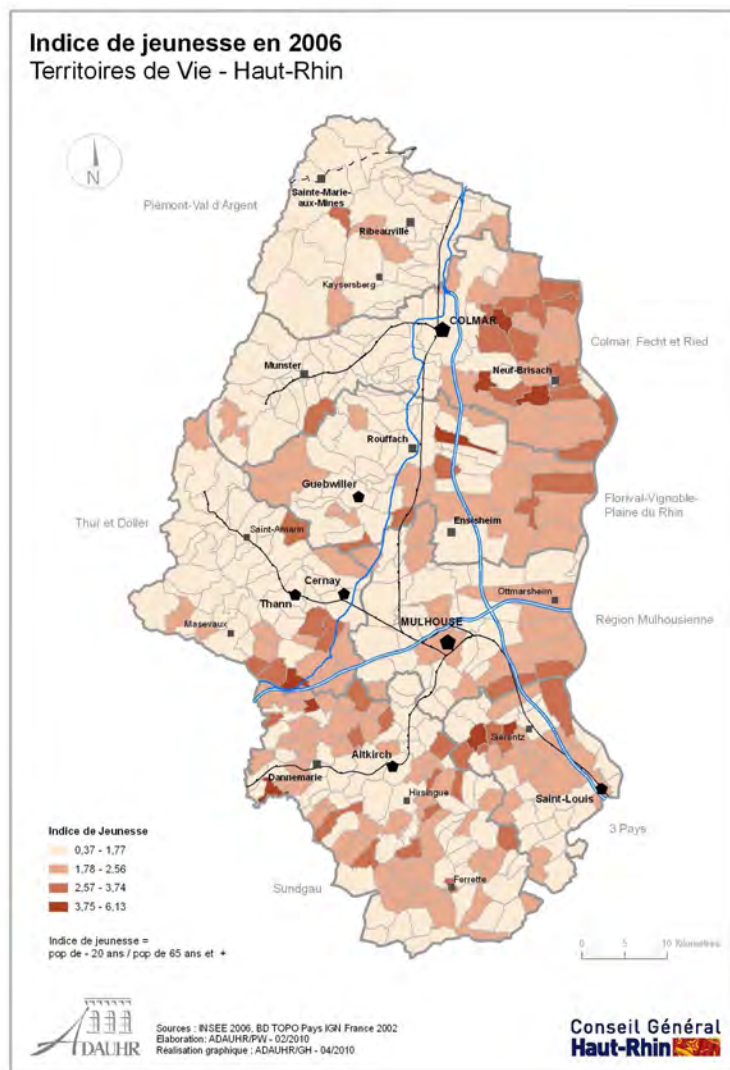 Indice de jeunesse en 2006
Territoires de Vie - Haut-Rhin
N
Piémont-Val d'Argent
Sainte-Marie-
aux-Mines
Ribeauvillé
Kaysersberg
COLMAR
Colmar, Fecht et Ried
Munster
Neuf-Brisach
Rouffach
Guebwiller
Florival-Vignoble-
Plaine du Rhin
Thur et Doller
Saint-Amarin
Ensisheim
Cernay
Thann
Ottmarsheim
Région Mulhousienne
MULHOUSE
Masevaux
Sierentz
Altkirch
Dannemarie
Hirsingue
Saint-Louis
3 Pays
Sundgau
Ferrette
Indice de Jeunesse
0,37 - 1,77
1,78 - 2,56
2,57 - 3,74
3,75 - 6,13
Indice de jeunesse =
pop de - 20 ans / pop de 65 ans et +
0 5 10 Kilomètres
ADAUHR
Sources : INSEE 2006, BD TOPO Pays IGN France 2002
Elaboration: ADAUHR/PW - 02/2010
Réalisation graphique : ADAUHR/GH - 04/2010
Conseil Général
Haut-Rhin